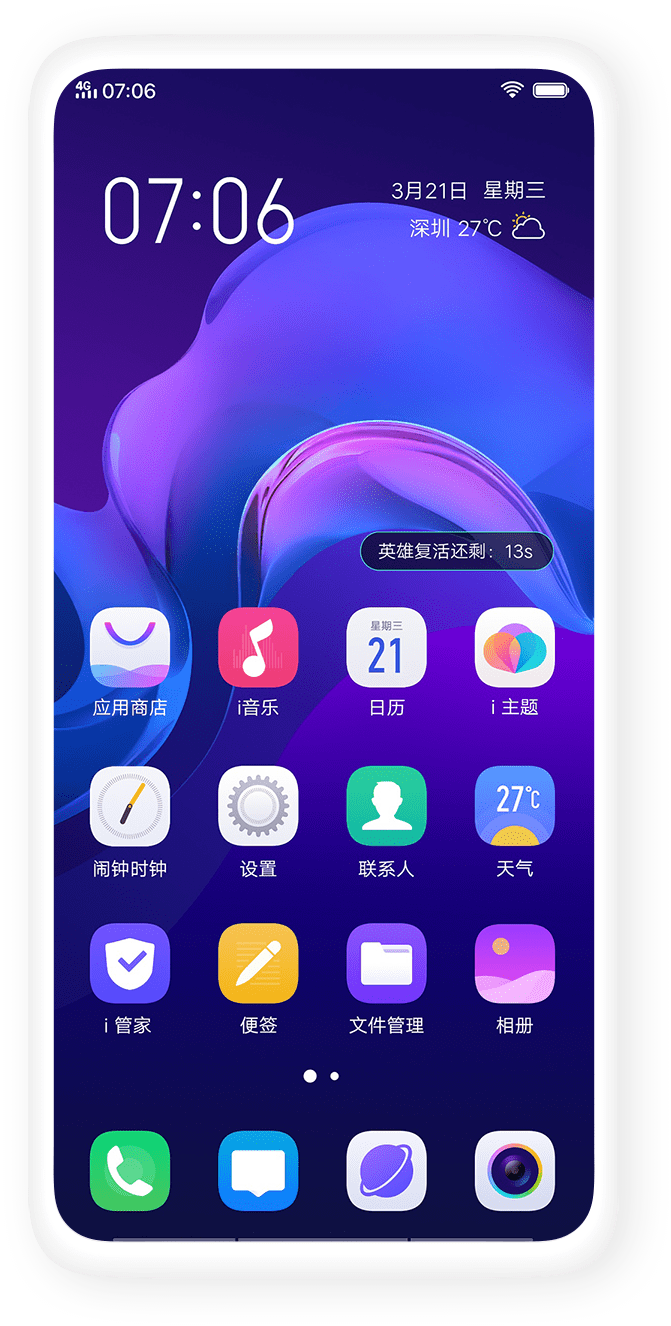 4G 07:06
07:06
3月21日 星期三
深圳 27℃
英雄复活还剩：13s
星期三
21
27℃
应用商店
i音乐
日历
i 主题
闹钟时钟
设置
联系人
天气
i 管家
便签
文件管理
相册